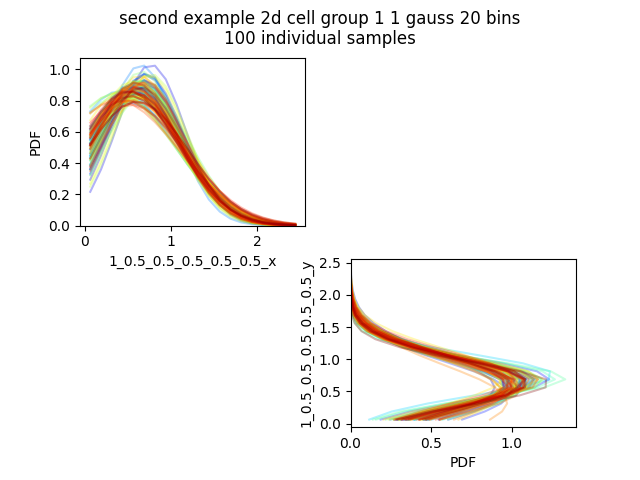 second example 2d cell group 1 1 gauss 20 bins
100 individual samples
1.0
0.8
0.6
0.4
0.2
0.0
PDF
0 1 2
1_0.5_0.5_0.5_0.5_0.5_x
2.5
2.0
1.5
1.0
0.5
0.0
1_0.5_0.5_0.5_0.5_0.5_y
0.0 0.5 1.0
PDF